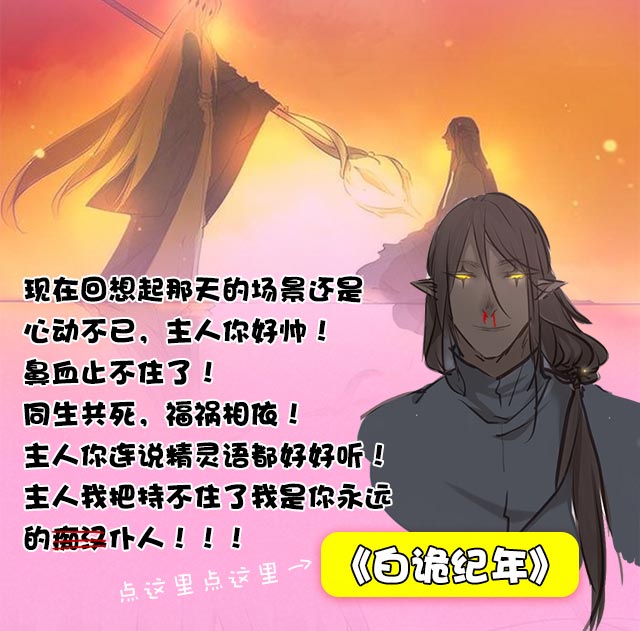 现在回想起那天的场景还是
心动不已，主人你好帅！
鼻血止不住了！
同生共死，福祸相依！
主人你连说精灵语都好好听！
主人我把持不住了我是你永远
的痴汉仆人！！！
点这里点这里→
《白诡纪年》